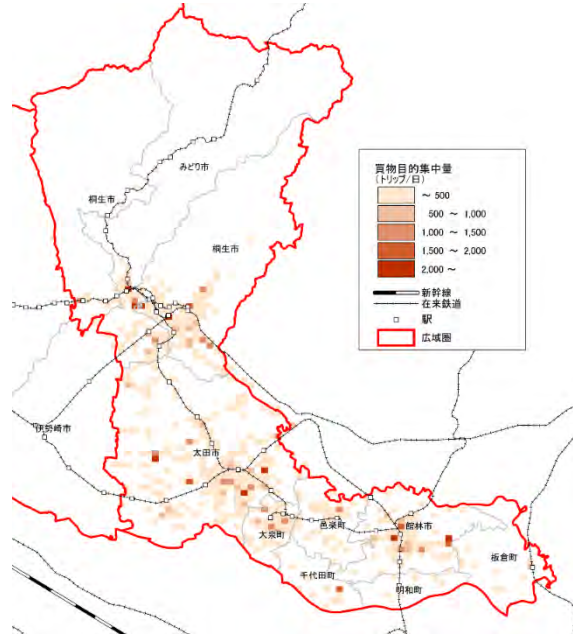 みどり市
桐生市
桐生市
伊勢崎市
太田市
大泉町
邑楽町
館林市
板倉町
千代田町
明和町
買物目的集中量
(トリップ/日)
～ 500
500 ～ 1,000
1,000 ～ 1,500
1,500 ～ 2,000
2,000 ～
新幹線
在来鉄道
駅
広域圏